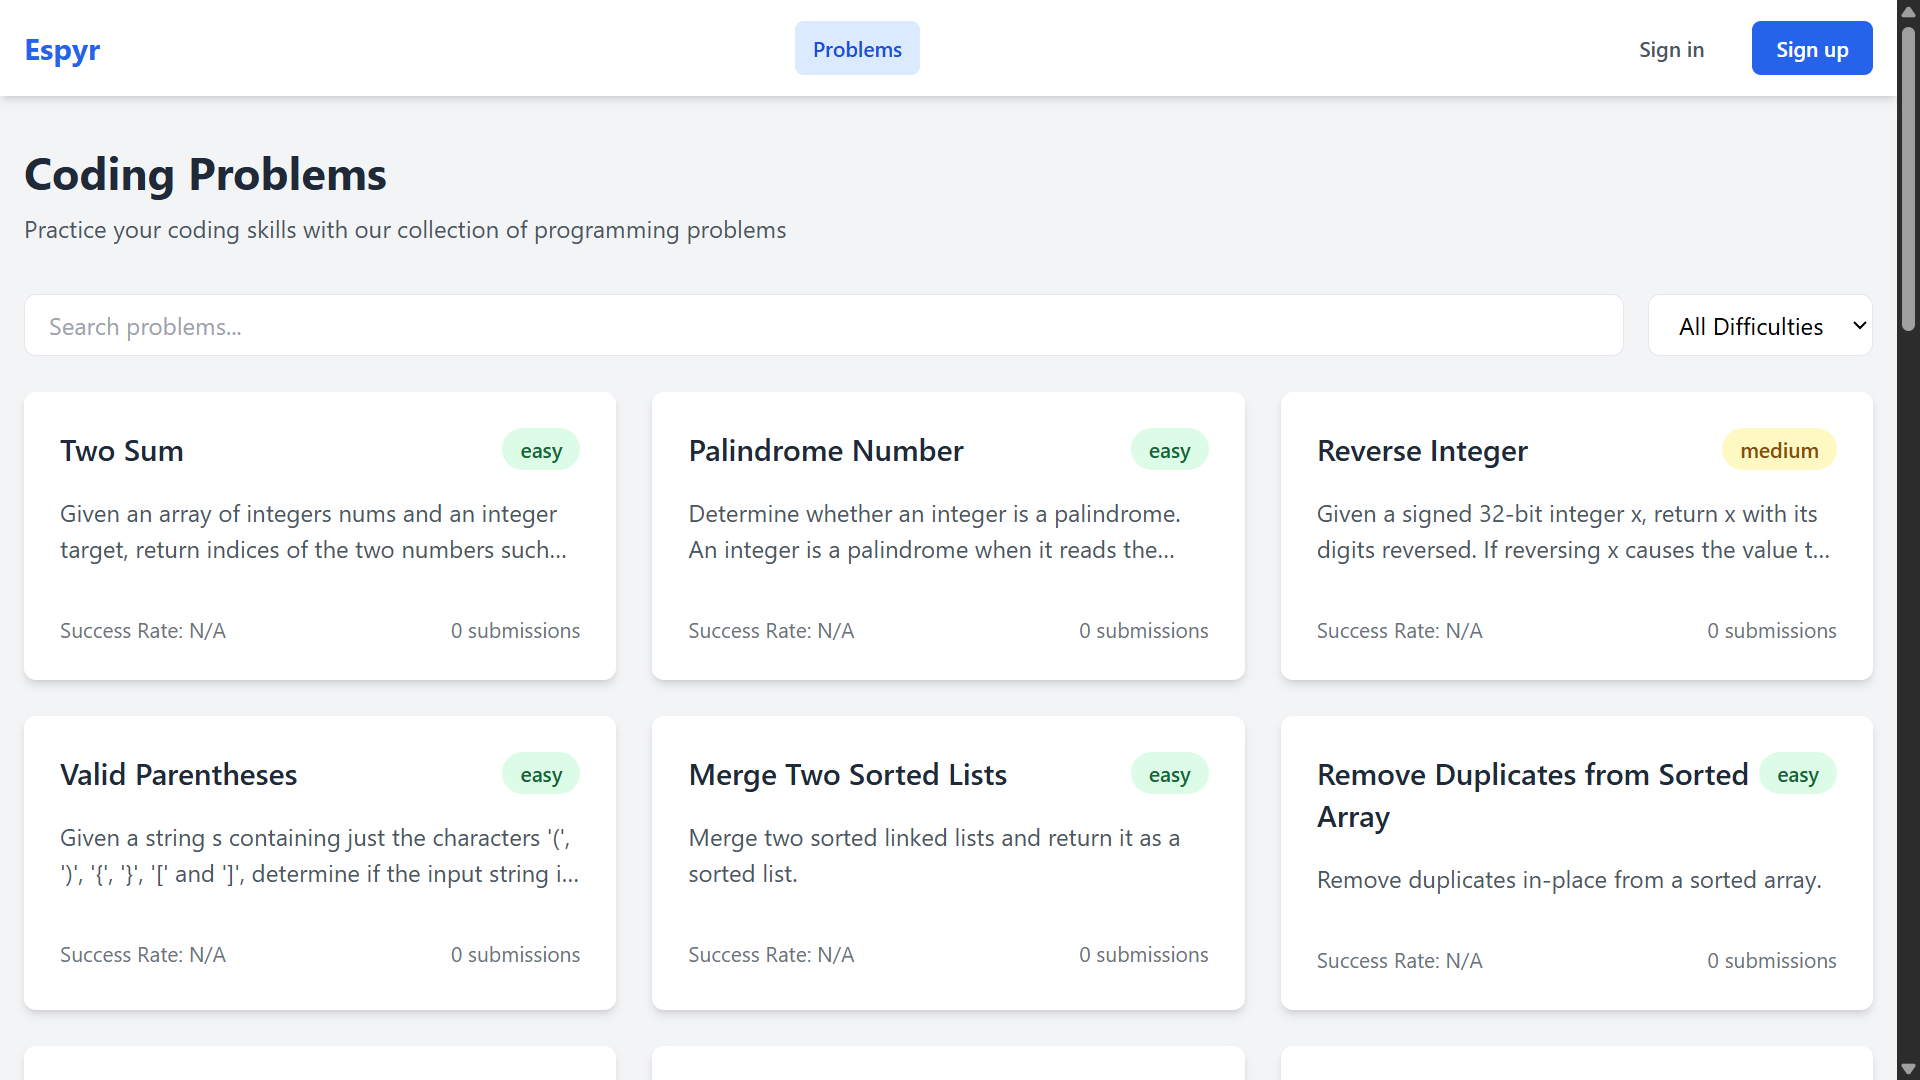 Espyr
Problems
Sign in
Sign up
Coding Problems
Practice your coding skills with our collection of programming problems
Search problems...
All Difficulties
Two Sum
easy
Given an array of integers nums and an integer
target, return indices of the two numbers such...
Success Rate: N/A
0 submissions
Palindrome Number
easy
Determine whether an integer is a palindrome.
An integer is a palindrome when it reads the...
Success Rate: N/A
0 submissions
Reverse Integer
medium
Given a signed 32-bit integer x, return x with its
digits reversed. If reversing x causes the value t...
Success Rate: N/A
0 submissions
Valid Parentheses
easy
Given a string s containing just the characters '(',
')', '{', '}', '[' and ']', determine if the input string i...
Success Rate: N/A
0 submissions
Merge Two Sorted Lists
easy
Merge two sorted linked lists and return it as a
sorted list.
Success Rate: N/A
0 submissions
Remove Duplicates from Sorted
Array
easy
Remove duplicates in-place from a sorted array.
Success Rate: N/A
0 submissions